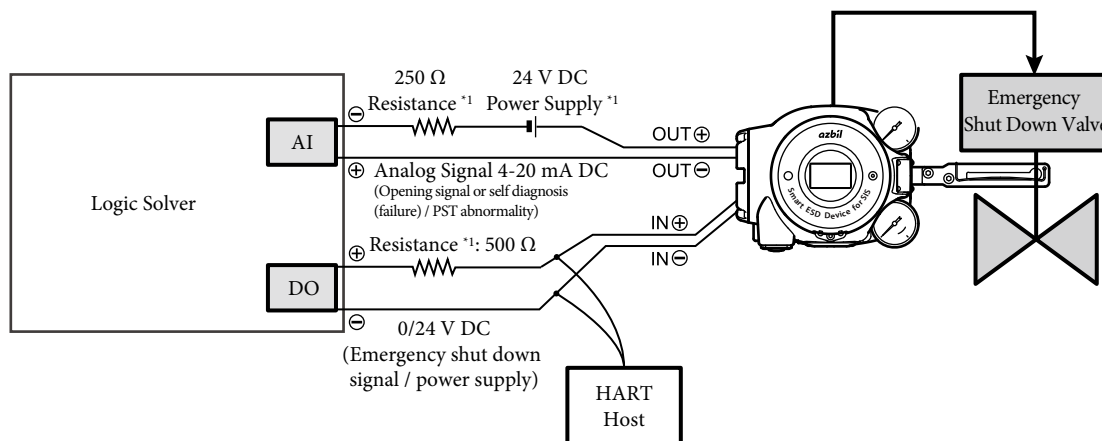 250 Ω
Resistance *1
24 V DC
Power Supply *1
Emergency
Shut Down Valve
azbil
Smart ESD Device for SIS
⊖
AI
OUT⊕
OUT⊖
⊕
Analog Signal 4-20 mA DC
(Opening signal or self diagnosis
(failure) / PST abnormality)
Logic Solver
IN⊕
IN⊖
⊕
Resistance *1: 500 Ω
DO
⊖
0/24 V DC
(Emergency shut down
signal / power supply)
HART
Host